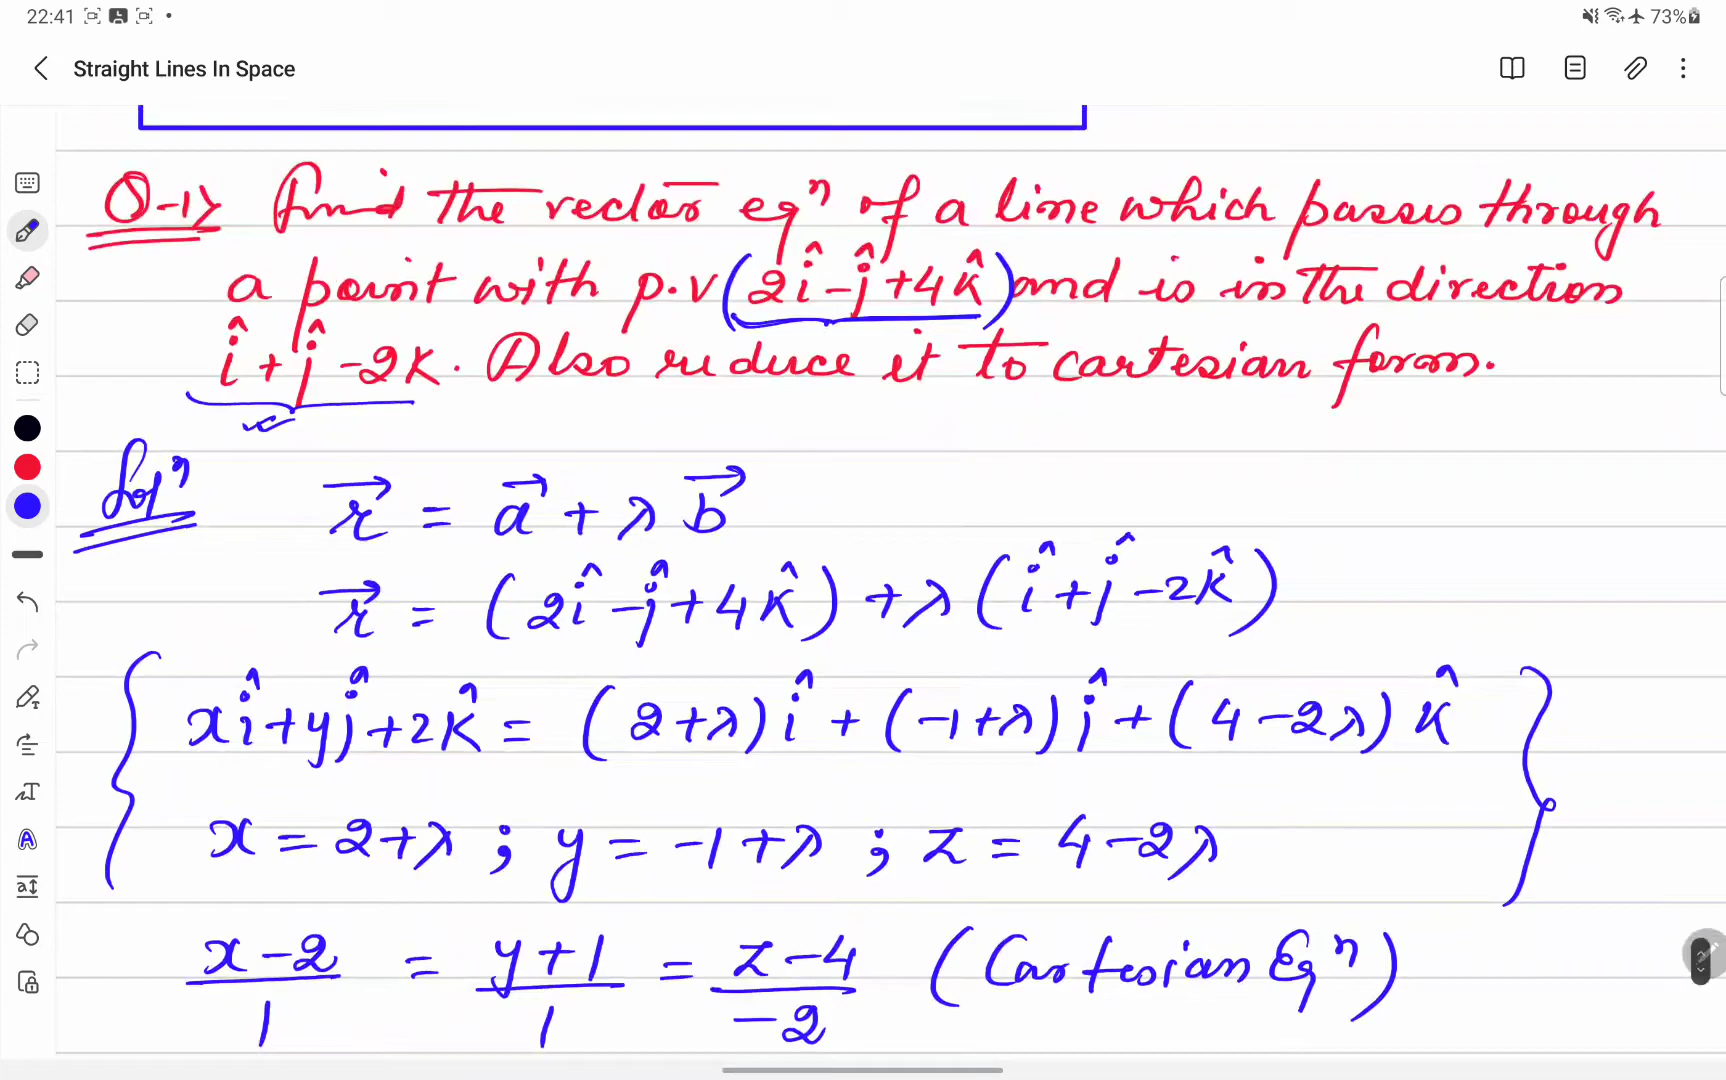 22:41
73%
Straight Lines In Space
Q-1> Find the vector eqⁿ of a line which passes through
a point with p.v (2î - ĵ + 4k̂) and is in the direction
î + ĵ - 2k. Also reduce it to cartesian form.
Solⁿ
r⃗ = a⃗ + λ b⃗
r⃗ = (2î - ĵ + 4k̂) + λ (î + ĵ - 2k̂)
xî + yĵ + zk̂ = (2+λ)î + (-1+λ)ĵ + (4-2λ)k̂
x = 2+λ ; y = -1+λ ; z = 4-2λ
(x-2)/1 = (y+1)/1 = (z-4)/-2 (Cartesian Eqⁿ)